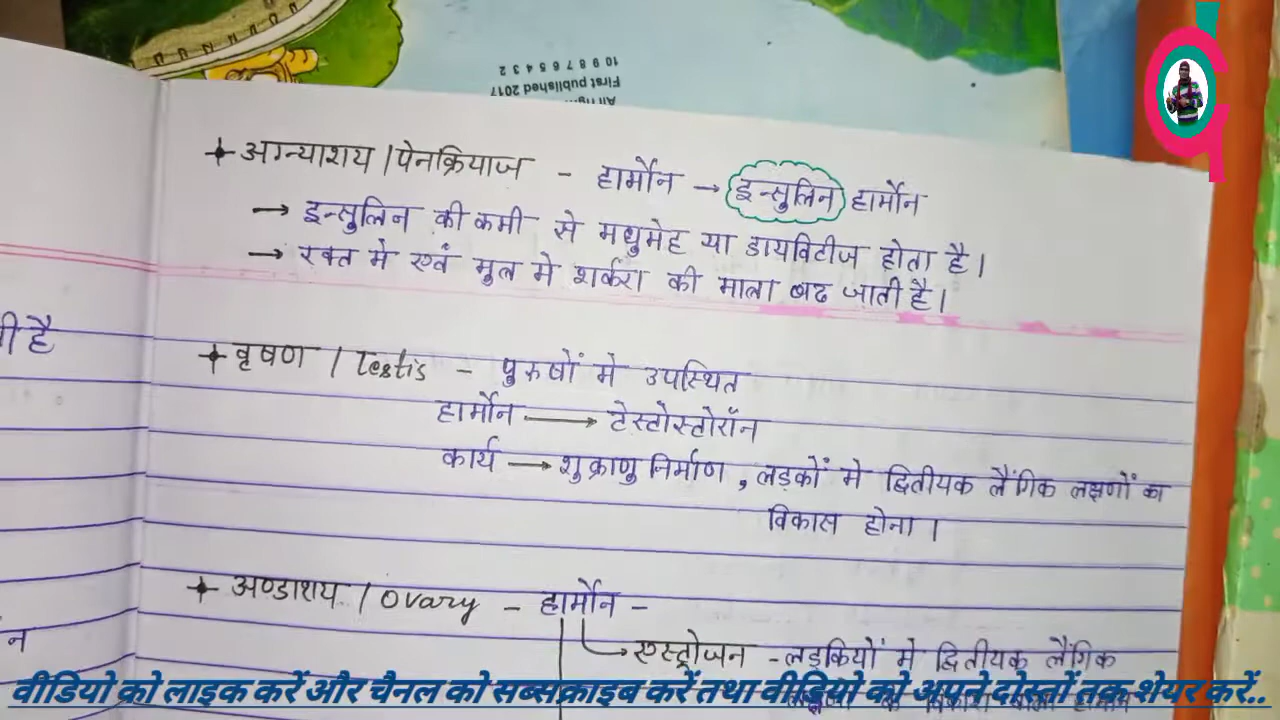 10 9 8 7 6 5 4 3 2
First published 2017
अग्न्याशय / पेनक्रियाज - हार्मोन → इन्सुलिन हार्मोन
→ इन्सुलिन की कमी से मधुमेह या डायविटीज होता है।
→ रक्त मे एवं मुत्र मे शर्करा की मात्रा बढ जाती है।
है
वृषण / Testis - पुरुषों मे उपस्थित
हार्मोन → टेस्टोस्टोरॉन
कार्य → शुक्राणु निर्माण , लड़कों मे द्वितीयक लैंगिक लक्षणों का
विकास होना ।
अण्डाशय / Ovary - हार्मोन -
न
→ एस्ट्रोजन - लड़कियों मे द्वितीयक लैंगिक
वीडियो को लाइक करें और चैनल को सब्सक्राइब करें तथा वीडियो को अपने दोस्तों तक शेयर करें..